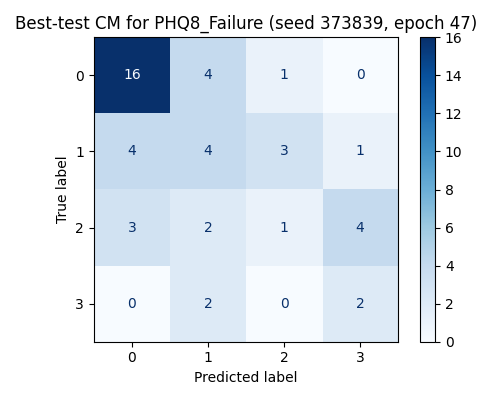 Best-test CM for PHQ8_Failure (seed 373839, epoch 47)
True label
0 16 4 1 0
1 4 4 3 1
2 3 2 1 4
3 0 2 0 2
0 1 2 3
Predicted label
16
14
12
10
8
6
4
2
0